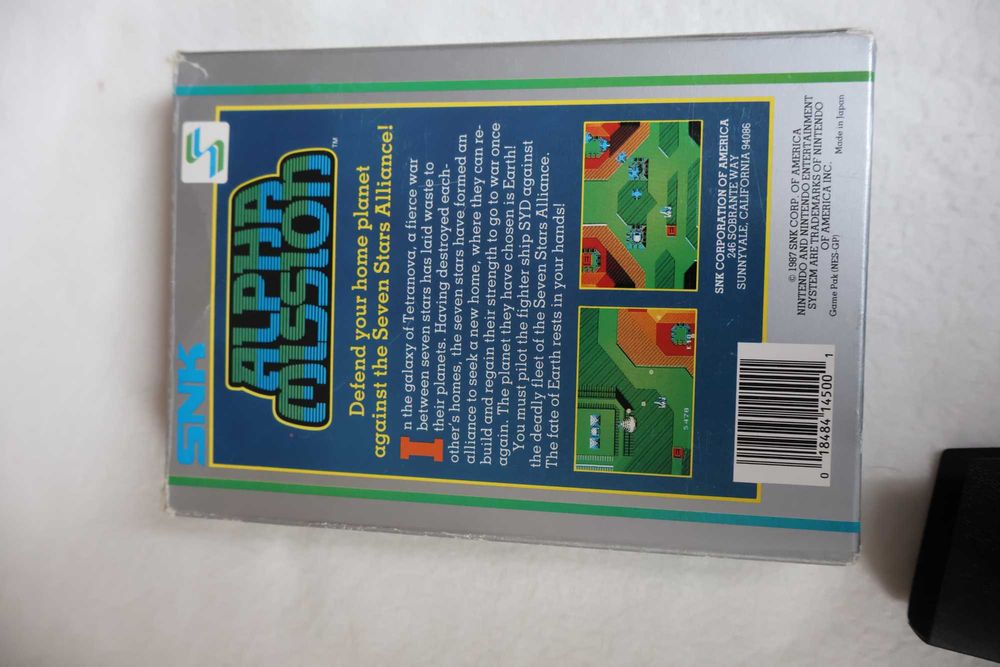 SNK
S
ALPHA
MISSION™
Defend your home planet
against the Seven Stars Alliance!
In the galaxy of Tetranova, a fierce war
between seven stars has laid waste to
their planets. Having destroyed each-
other's homes, the seven stars have formed an
alliance to seek a new home, where they can re-
build and regain their strength to go to war once
again. The planet they have chosen is Earth!
You must pilot the fighter ship SYD against
the deadly fleet of the Seven Stars Alliance.
The fate of Earth rests in your hands!
5478
E
SNK CORPORATION OF AMERICA
246 SOBRANTE WAY
SUNNYVALE, CALIFORNIA 94086
0 18484 14500 1
© 1987 SNK CORP. OF AMERICA
NINTENDO AND NINTENDO ENTERTAINMENT
SYSTEM ARE TRADEMARKS OF NINTENDO
OF AMERICA INC.
Game Pak (NES-GP)
Made in Japan